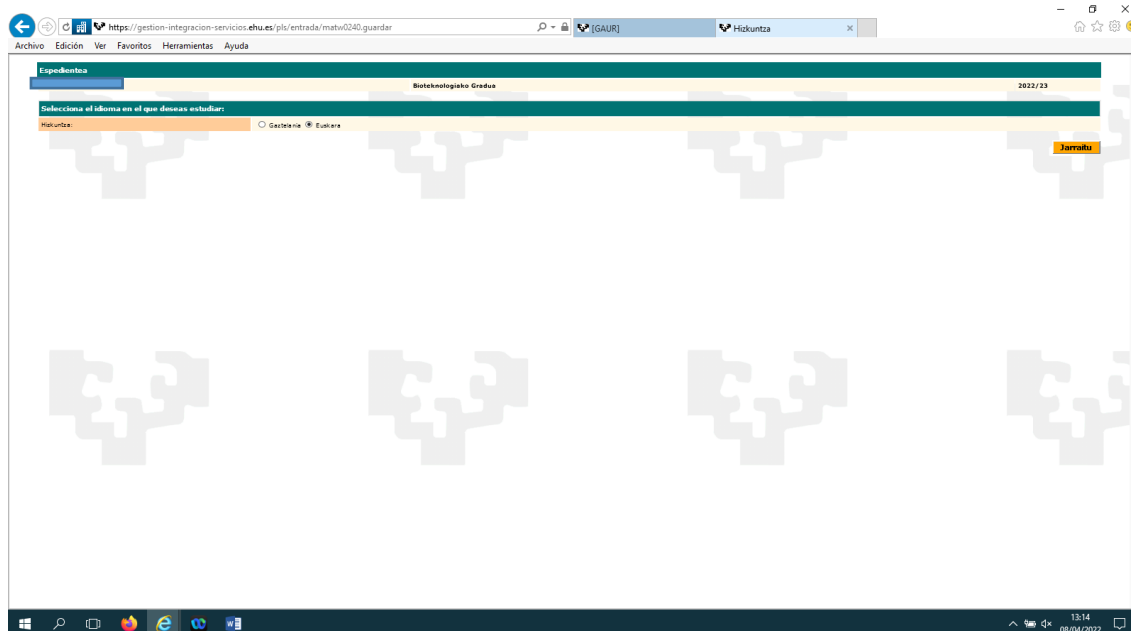 https://gestion-integracion-servicios.ehu.es/pls/entrada/matw0240.guardar
[GAUR]
Hizkuntza
Archivo Edición Ver Favoritos Herramientas Ayuda
Espedientea
Bioteknologiako Gradua 2022/23
Selecciona el idioma en el que deseas estudiar:
Hizkuntza: Gaztelania Euskara
Jarraitu
13:14
08/04/2022